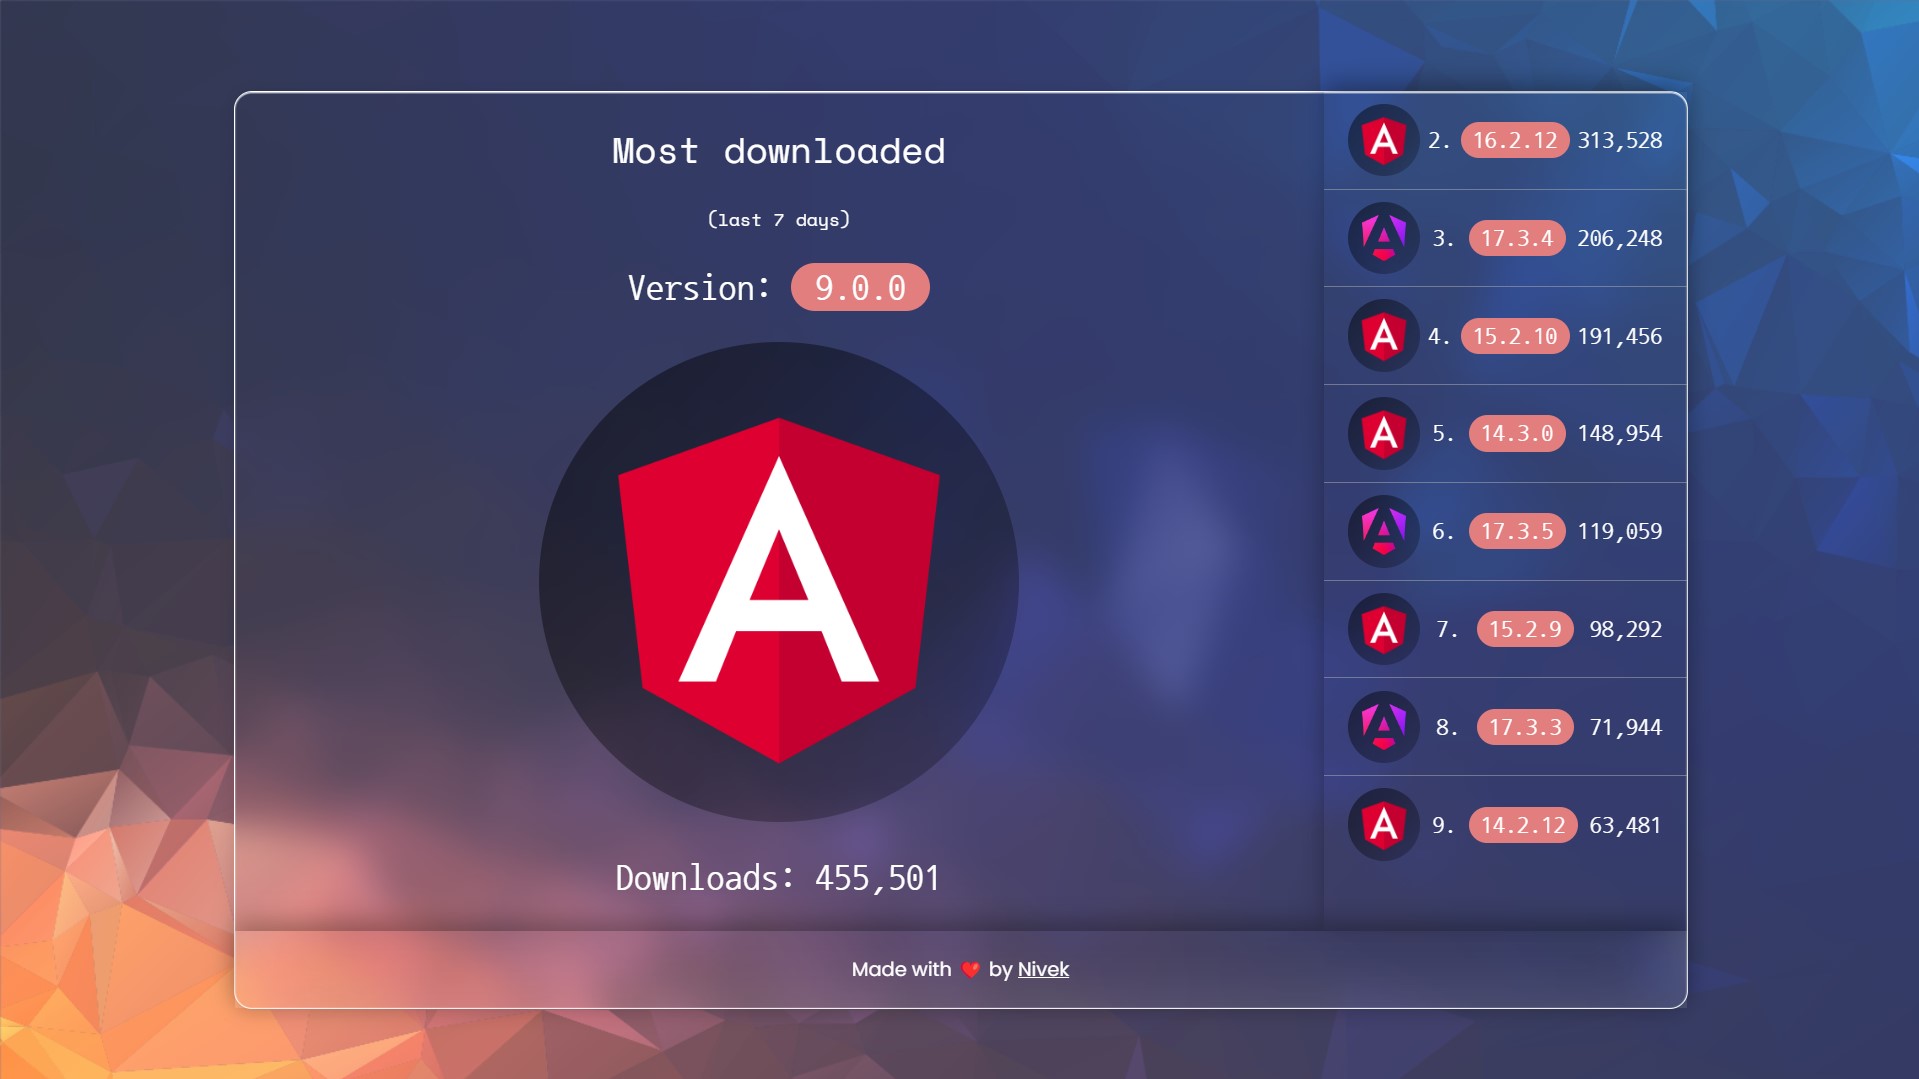 Most downloaded
(last 7 days)
Version: 9.0.0
Downloads: 455,501
2. 16.2.12 313,528
3. 17.3.4 206,248
4. 15.2.10 191,456
5. 14.3.0 148,954
6. 17.3.5 119,059
7. 15.2.9 98,292
8. 17.3.3 71,944
9. 14.2.12 63,481
Made with ❤️ by Nivek